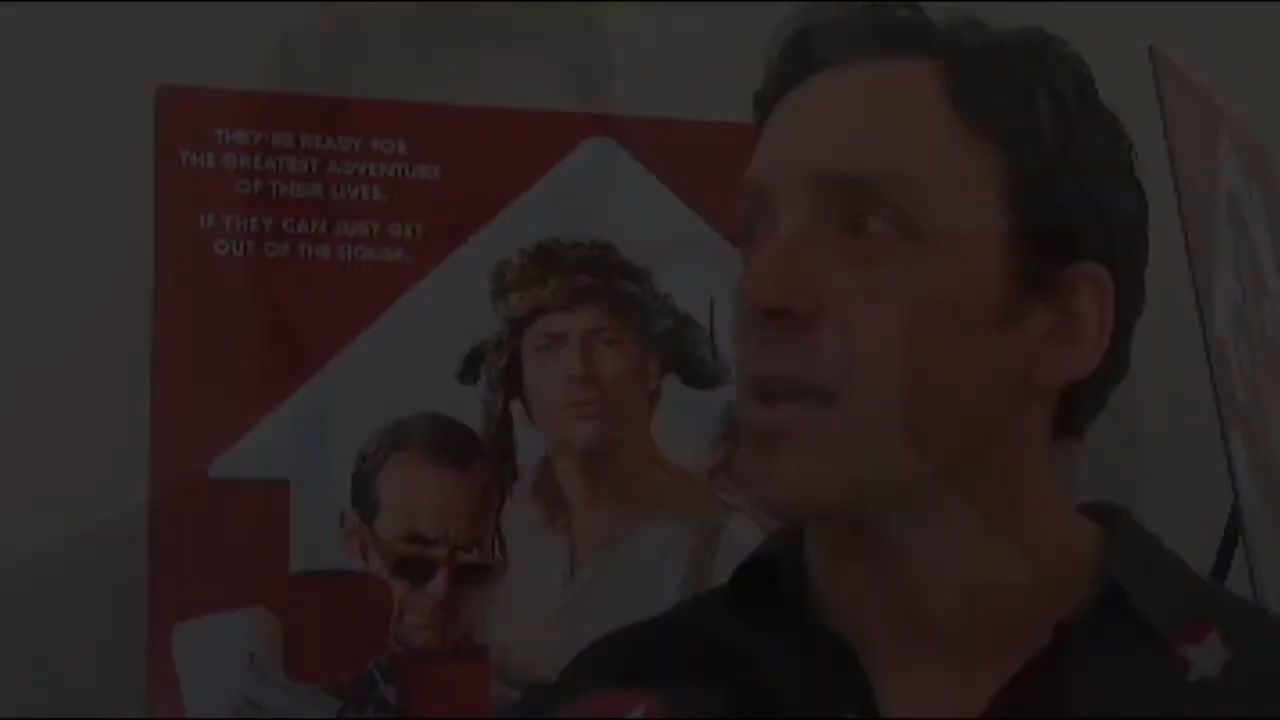 THEY'RE READY FOR
THE GREATEST ADVENTURE
OF THEIR LIVES.
IF THEY CAN JUST GET
OUT OF THE HOUSE.